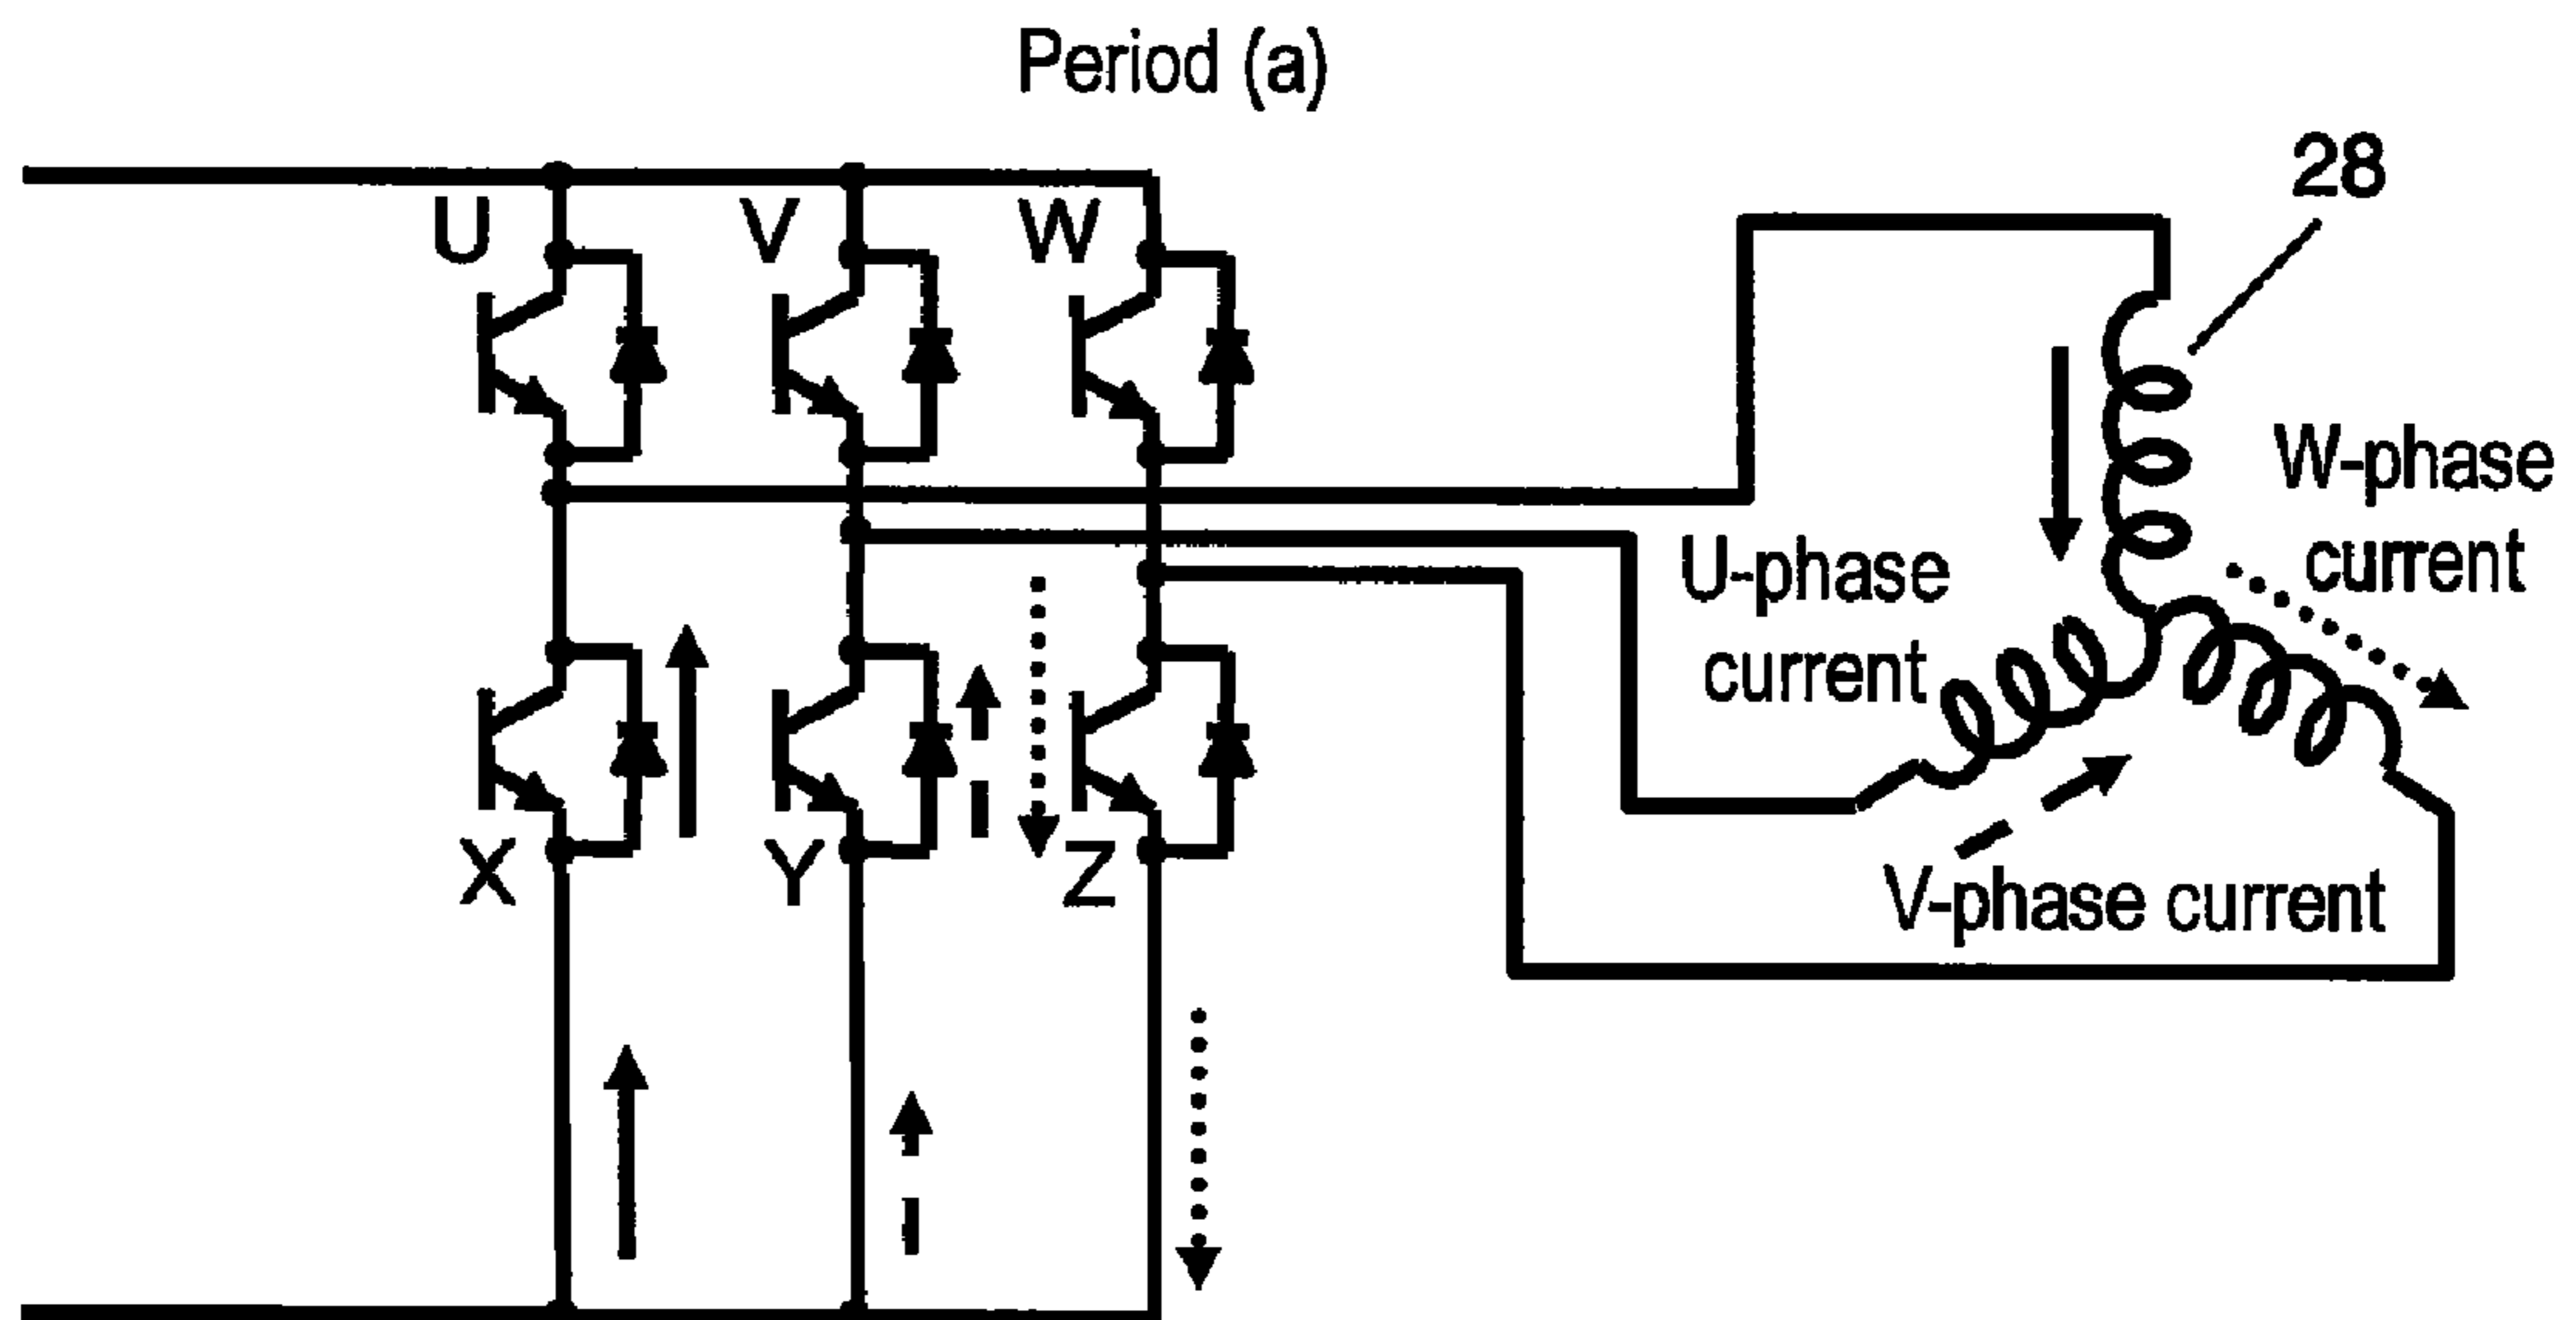 Period (a)
28
U
V
W
W-phase
current
U-phase
current
X
Y
Z
V-phase current